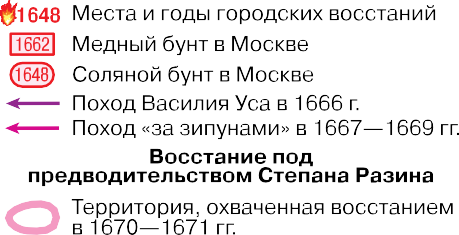 1648 Места и годы городских восстаний
1662 Медный бунт в Москве
1648 Соляной бунт в Москве
Поход Василия Уса в 1666 г.
Поход «за зипунами» в 1667—1669 гг.
Восстание под
предводительством Степана Разина
Территория, охваченная восстанием
в 1670—1671 гг.